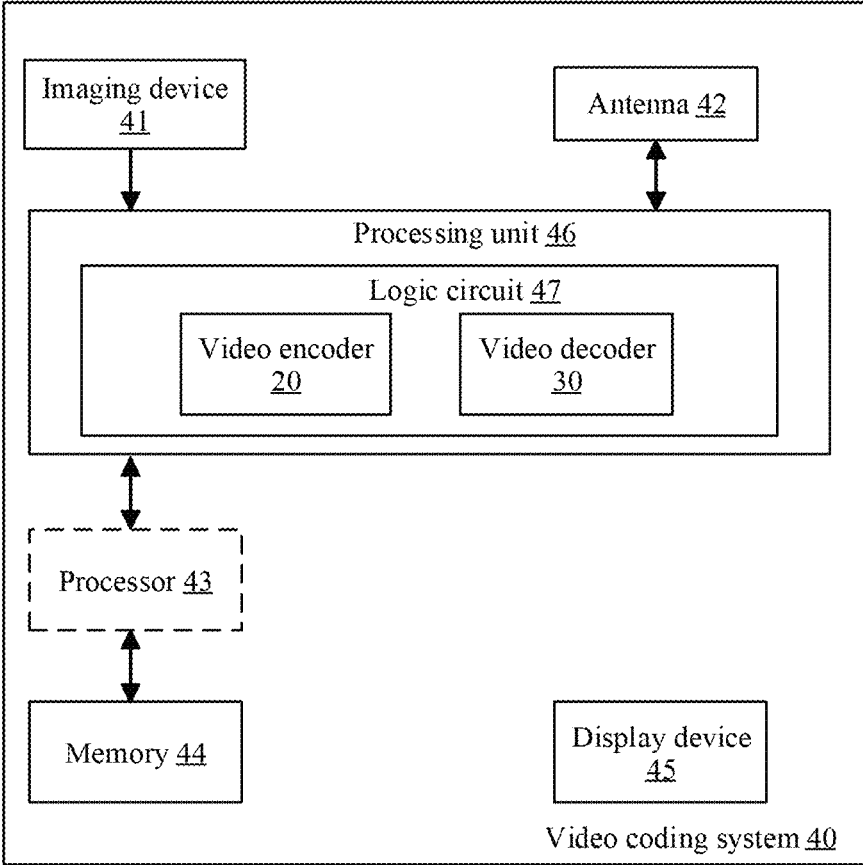 Imaging device
41
Antenna 42
Processing unit 46
Logic circuit 47
Video encoder
20
Video decoder
30
Processor 43
Memory 44
Display device
45
Video coding system 40